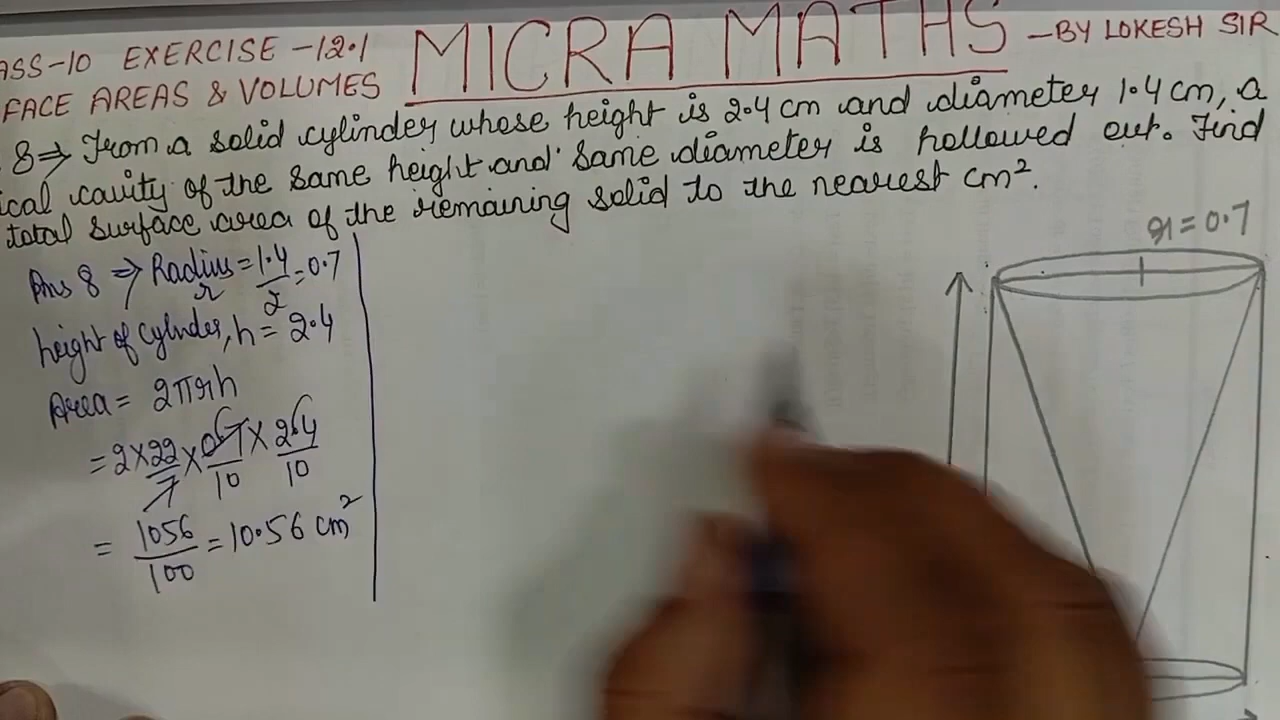 ASS-10 EXERCISE -12.1 MICRA MATHS -BY LOKESH SIR
FACE AREAS & VOLUMES
8⇒ From a solid cylinder whose height is 2.4 cm and diameter 1.4 cm, a
ical cavity of the same height and same diameter is hollowed out. Find
total surface area of the remaining solid to the nearest cm².
r = 0.7
Ans 8 ⇒ Radius = 1.4/2 = 0.7
r
height of cylinder, h = 2.4
Area = 2πrh
= 2 × 22/7 × 07/10 × 24/10
= 1056/100 = 10.56 cm²